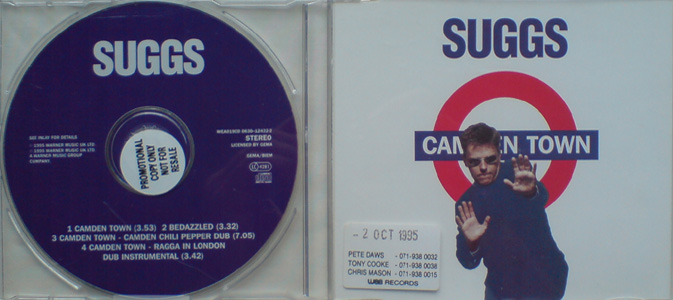 SUGGS
SEE INLAY FOR DETAILS
℗ 1995 WARNER MUSIC UK LTD
© 1995 WARNER MUSIC UK LTD
A WARNER MUSIC GROUP
COMPANY.
STEREO
LICENSED BY GEMA
GEMA/BIEM
PROMOTIONAL
COPY ONLY
NOT FOR
RESALE
1 CAMDEN TOWN (3.53) 2 BEDAZZLED (3.32)
3 CAMDEN TOWN - CAMDEN CHILI PEPPER DUB (7.05)
4 CAMDEN TOWN - RAGGA IN LONDON
DUB INSTRUMENTAL (3.42)
SUGGS
CAMDEN TOWN
- 2 OCT 1995
PETE DAWS - 071-938 0032
TONY COOKE - 071-938 0038
CHRIS MASON - 071-938 0015
wea RECORDS